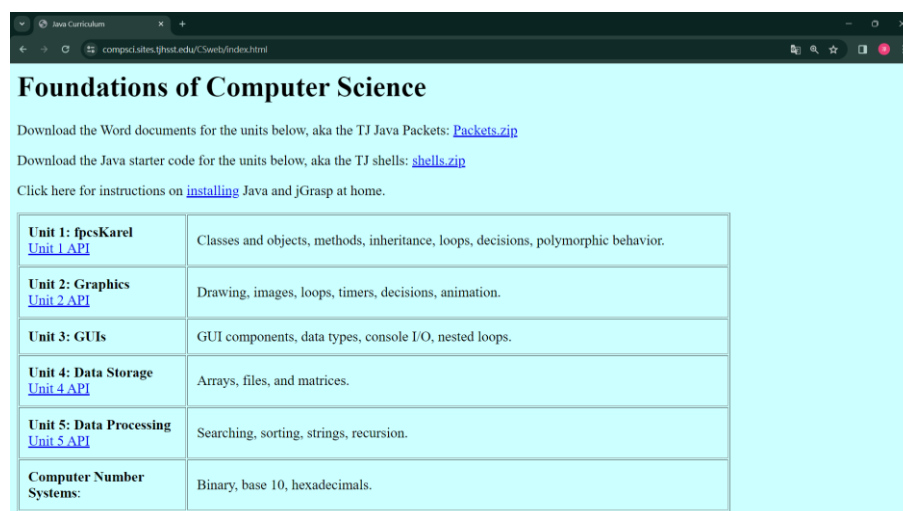 Java Curriculum
compsci.sites.tjhsst.edu/CSweb/index.html
Foundations of Computer Science
Download the Word documents for the units below, aka the TJ Java Packets: Packets.zip
Download the Java starter code for the units below, aka the TJ shells: shells.zip
Click here for instructions on installing Java and jGrasp at home.
Unit 1: fpcsKarel
Unit 1 API
Classes and objects, methods, inheritance, loops, decisions, polymorphic behavior.
Unit 2: Graphics
Unit 2 API
Drawing, images, loops, timers, decisions, animation.
Unit 3: GUIs
GUI components, data types, console I/O, nested loops.
Unit 4: Data Storage
Unit 4 API
Arrays, files, and matrices.
Unit 5: Data Processing
Unit 5 API
Searching, sorting, strings, recursion.
Computer Number
Systems:
Binary, base 10, hexadecimals.